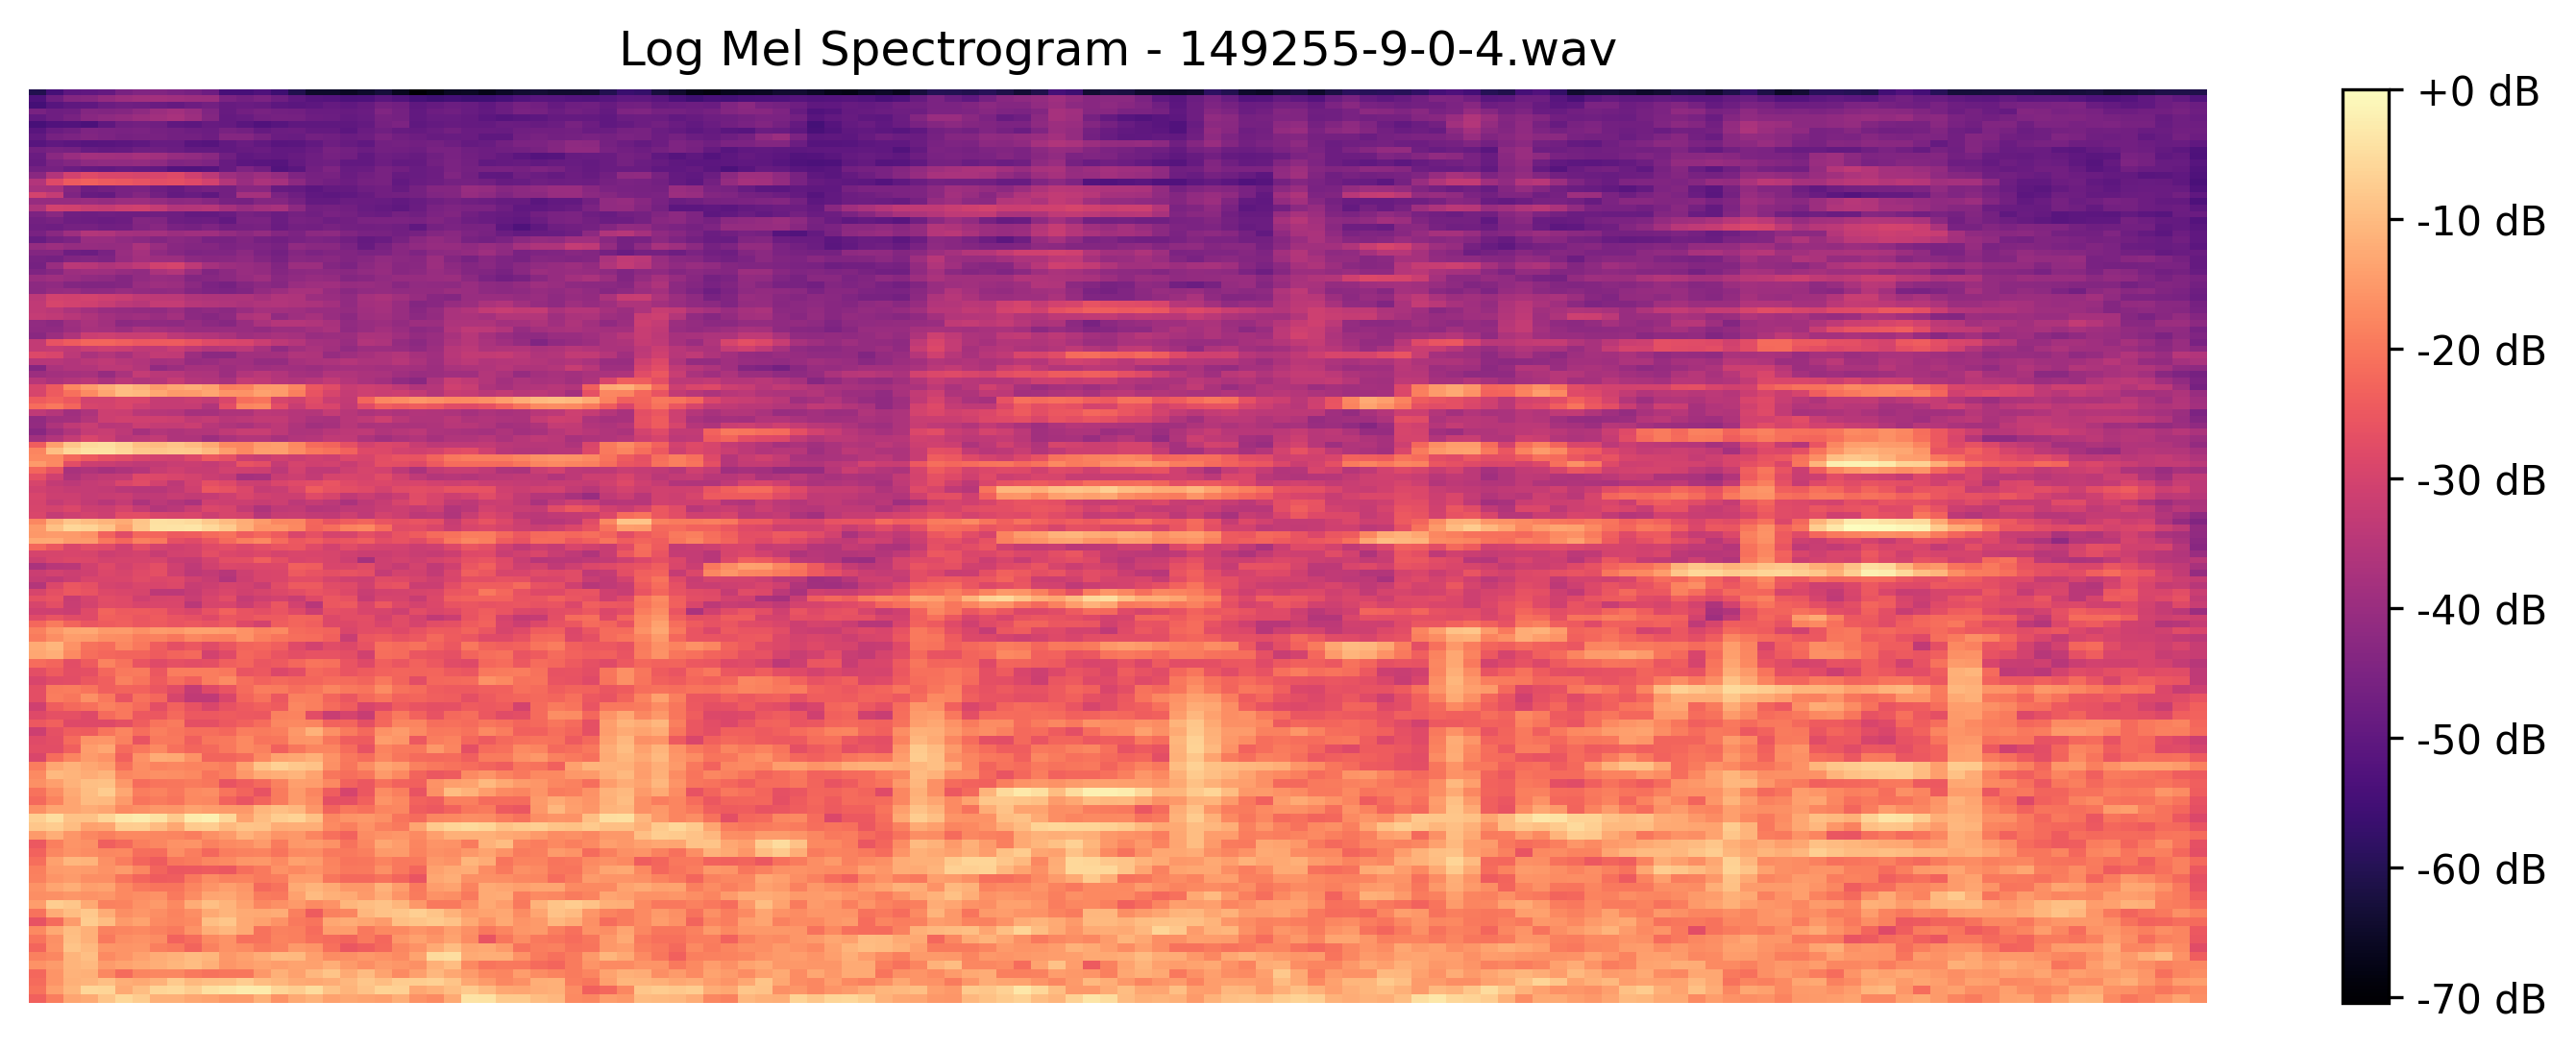 Log Mel Spectrogram - 149255-9-0-4.wav
+0 dB
-10 dB
-20 dB
-30 dB
-40 dB
-50 dB
-60 dB
-70 dB